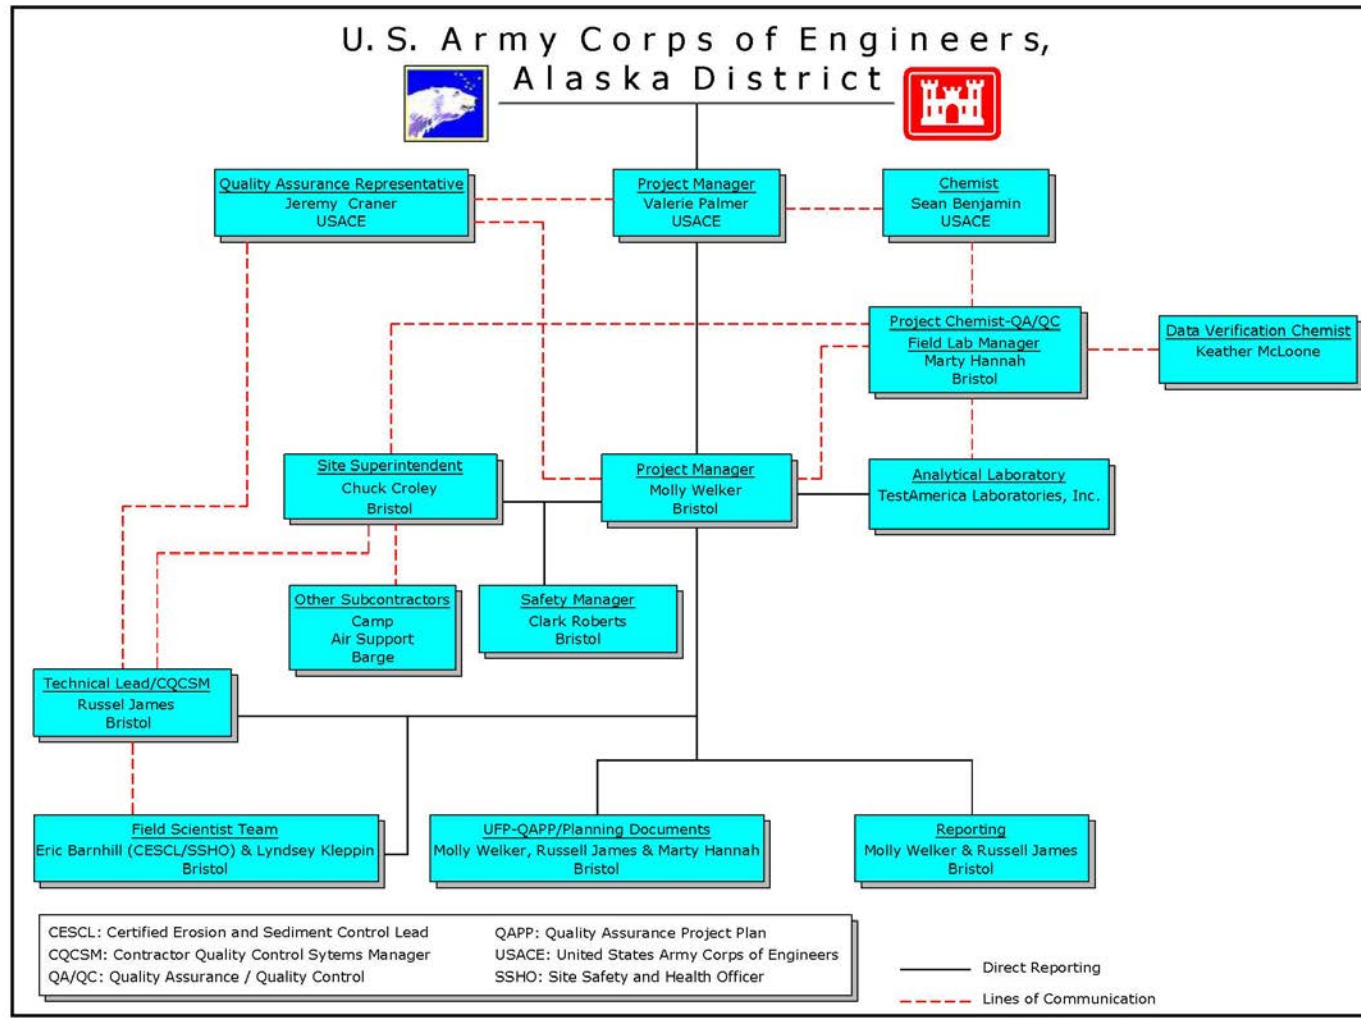 U. S. Army Corps of Engineers,
Alaska District
Quality Assurance Representative
Jeremy Craner
USACE
Project Manager
Valerie Palmer
USACE
Chemist
Sean Benjamin
USACE
Project Chemist-QA/QC
Field Lab Manager
Marty Hannah
Bristol
Data Verification Chemist
Keather McLoone
Site Superintendent
Chuck Croley
Bristol
Project Manager
Molly Welker
Bristol
Analytical Laboratory
TestAmerica Laboratories, Inc.
Other Subcontractors
Camp
Air Support
Barge
Safety Manager
Clark Roberts
Bristol
Technical Lead/CQCSM
Russel James
Bristol
Field Scientist Team
Eric Barnhill (CESCL/SSHO) & Lyndsey Kleppin
Bristol
UFP-QAPP/Planning Documents
Molly Welker, Russell James & Marty Hannah
Bristol
Reporting
Molly Welker & Russell James
Bristol
CESCL: Certified Erosion and Sediment Control Lead
CQCSM: Contractor Quality Control Sytems Manager
QA/QC: Quality Assurance / Quality Control
QAPP: Quality Assurance Project Plan
USACE: United States Army Corps of Engineers
SSHO: Site Safety and Health Officer
Direct Reporting
Lines of Communication